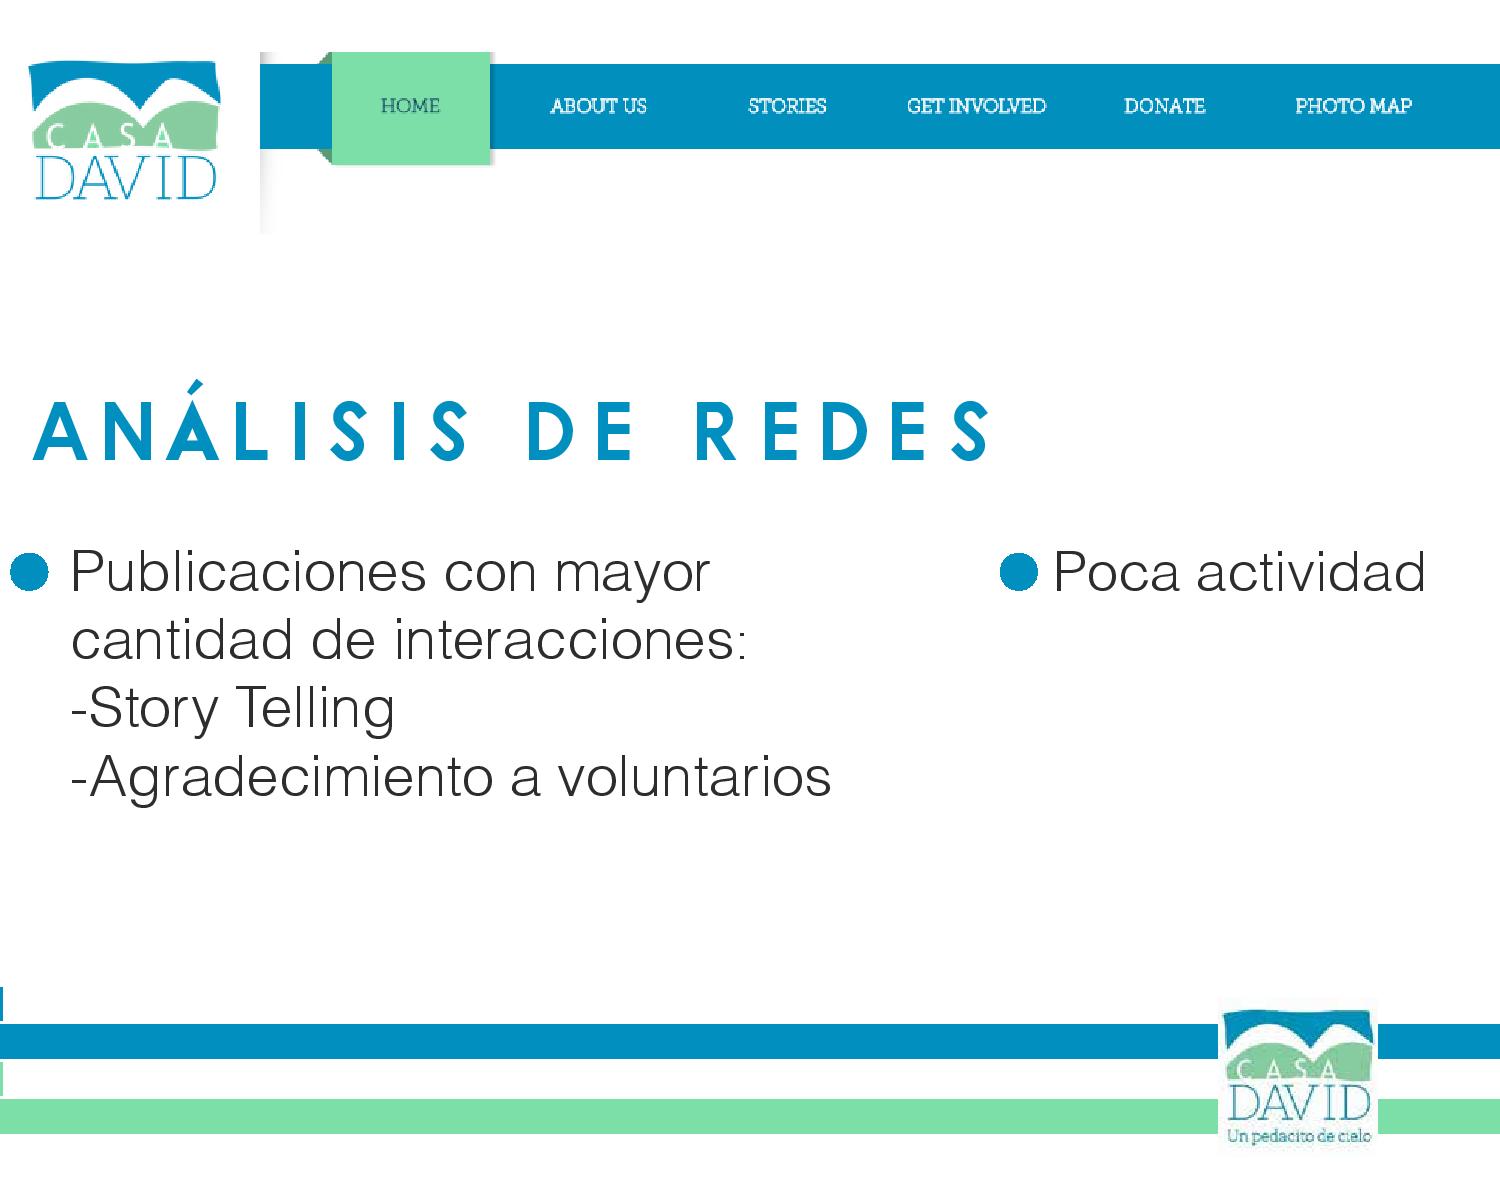 CASA
DAVID
HOME
ABOUT US
STORIES
GET INVOLVED
DONATE
PHOTO MAP
ANÁLISIS DE REDES
Publicaciones con mayor
cantidad de interacciones:
-Story Telling
-Agradecimiento a voluntarios
Poca actividad
CASA
DAVID
Un pedacito de cielo